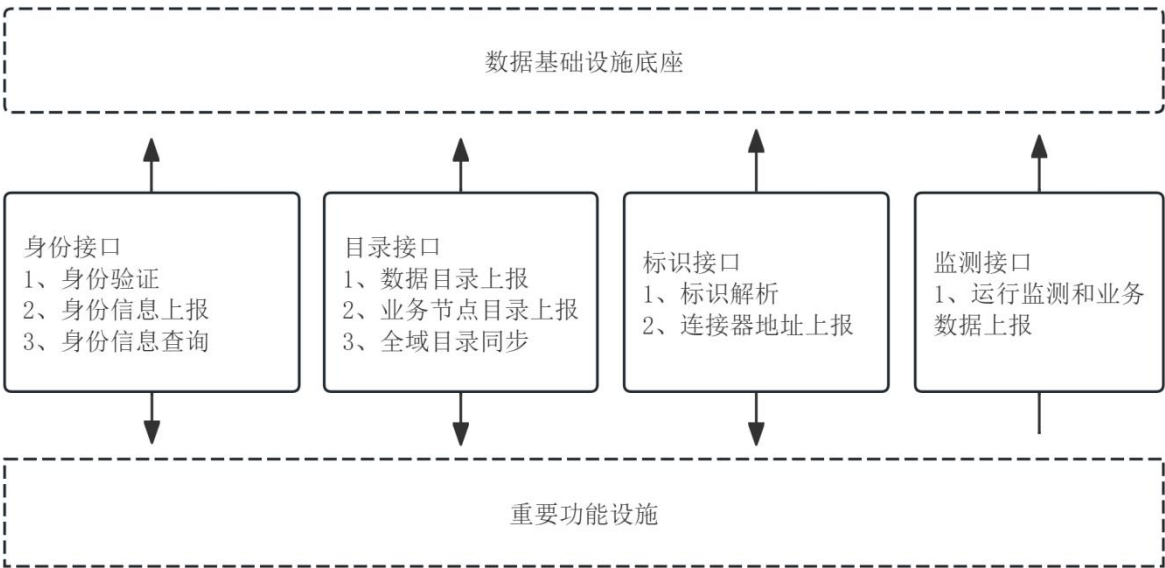 数据基础设施底座
身份接口
1、身份验证
2、身份信息上报
3、身份信息查询
目录接口
1、数据目录上报
2、业务节点目录上报
3、全域目录同步
标识接口
1、标识解析
2、连接器地址上报
监测接口
1、运行监测和业务
数据上报
重要功能设施